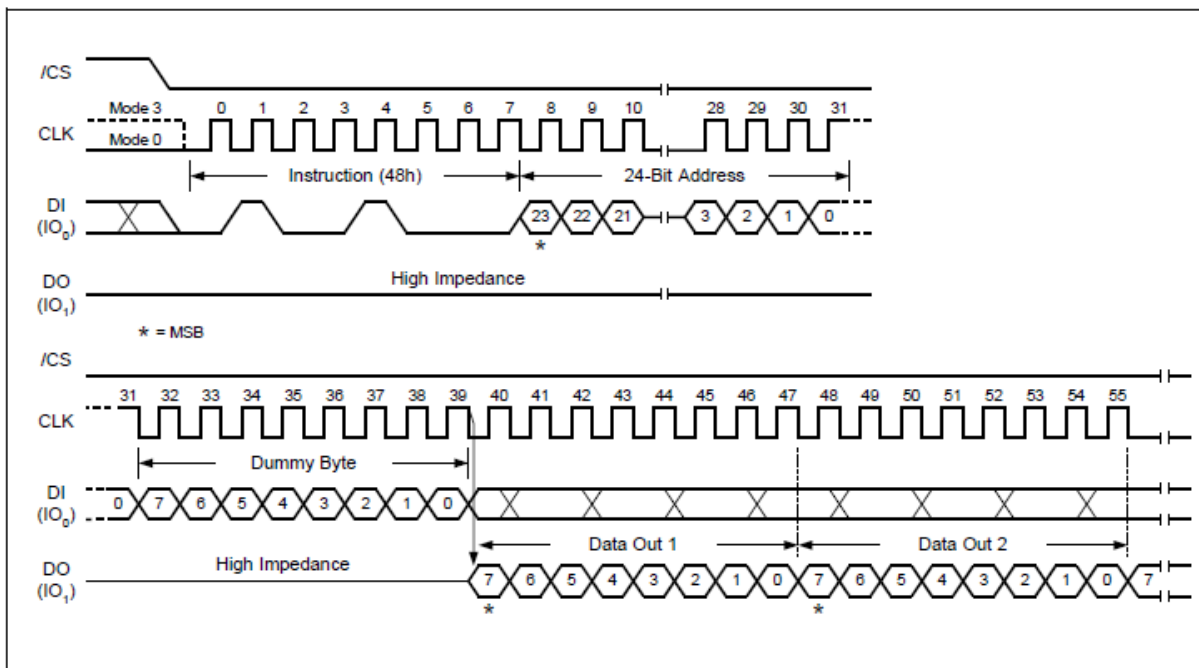 /CS
Mode 3 0 1 2 3 4 5 6 7 8 9 10 28 29 30 31
CLK
Mode 0
Instruction (48h) 24-Bit Address
DI
(IO0) 23 22 21 3 2 1 0
*
DO High Impedance
(IO1)
* = MSB
/CS
31 32 33 34 35 36 37 38 39 40 41 42 43 44 45 46 47 48 49 50 51 52 53 54 55
CLK
Dummy Byte
DI
(IO0) 0 7 6 5 4 3 2 1 0
Data Out 1 Data Out 2
DO High Impedance
(IO1) 7 6 5 4 3 2 1 0 7 6 5 4 3 2 1 0 7
* *